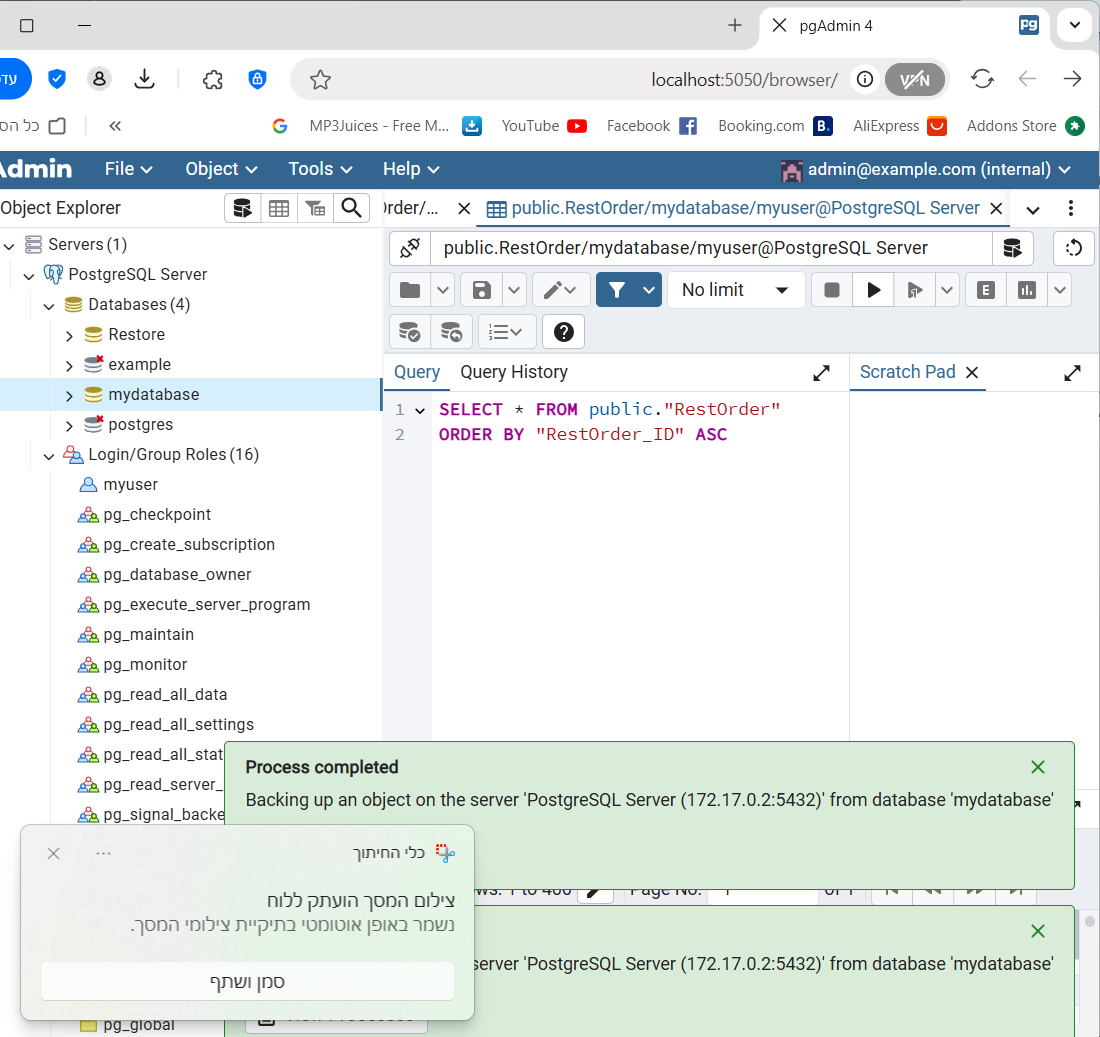 pgAdmin 4
עד
localhost:5050/browser/
VPN
כל הס
MP3Juices - Free M...
YouTube
Facebook
Booking.com
AliExpress
Addons Store
Admin
File
Object
Tools
Help
admin@example.com (internal)
Object Explorer
Order/...
public.RestOrder/mydatabase/myuser@PostgreSQL Server
public.RestOrder/mydatabase/myuser@PostgreSQL Server
No limit
Servers (1)
PostgreSQL Server
Databases (4)
Restore
example
mydatabase
postgres
Login/Group Roles (16)
myuser
pg_checkpoint
pg_create_subscription
pg_database_owner
pg_execute_server_program
pg_maintain
pg_monitor
pg_read_all_data
pg_read_all_settings
pg_read_all_stat
pg_read_server_
pg_signal_backe
pg_global
Query
Query History
Scratch Pad
1 SELECT * FROM public."RestOrder"
2 ORDER BY "RestOrder_ID" ASC
Process completed
Backing up an object on the server 'PostgreSQL Server (172.17.0.2:5432)' from database 'mydatabase'
ws: 1 to 400
Page No.
1
of 1
server 'PostgreSQL Server (172.17.0.2:5432)' from database 'mydatabase'
כלי החיתוך
צילום המסך הועתק ללוח
נשמר באופן אוטומטי בתיקיית צילומי המסך.
סמן ושתף